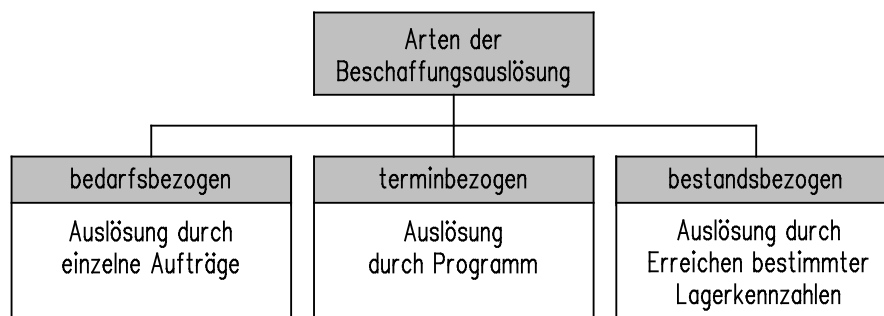 Arten der
Beschaffungsauslösung
bedarfsbezogen
Auslösung durch
einzelne Aufträge
terminbezogen
Auslösung
durch Programm
bestandsbezogen
Auslösung durch
Erreichen bestimmter
Lagerkennzahlen